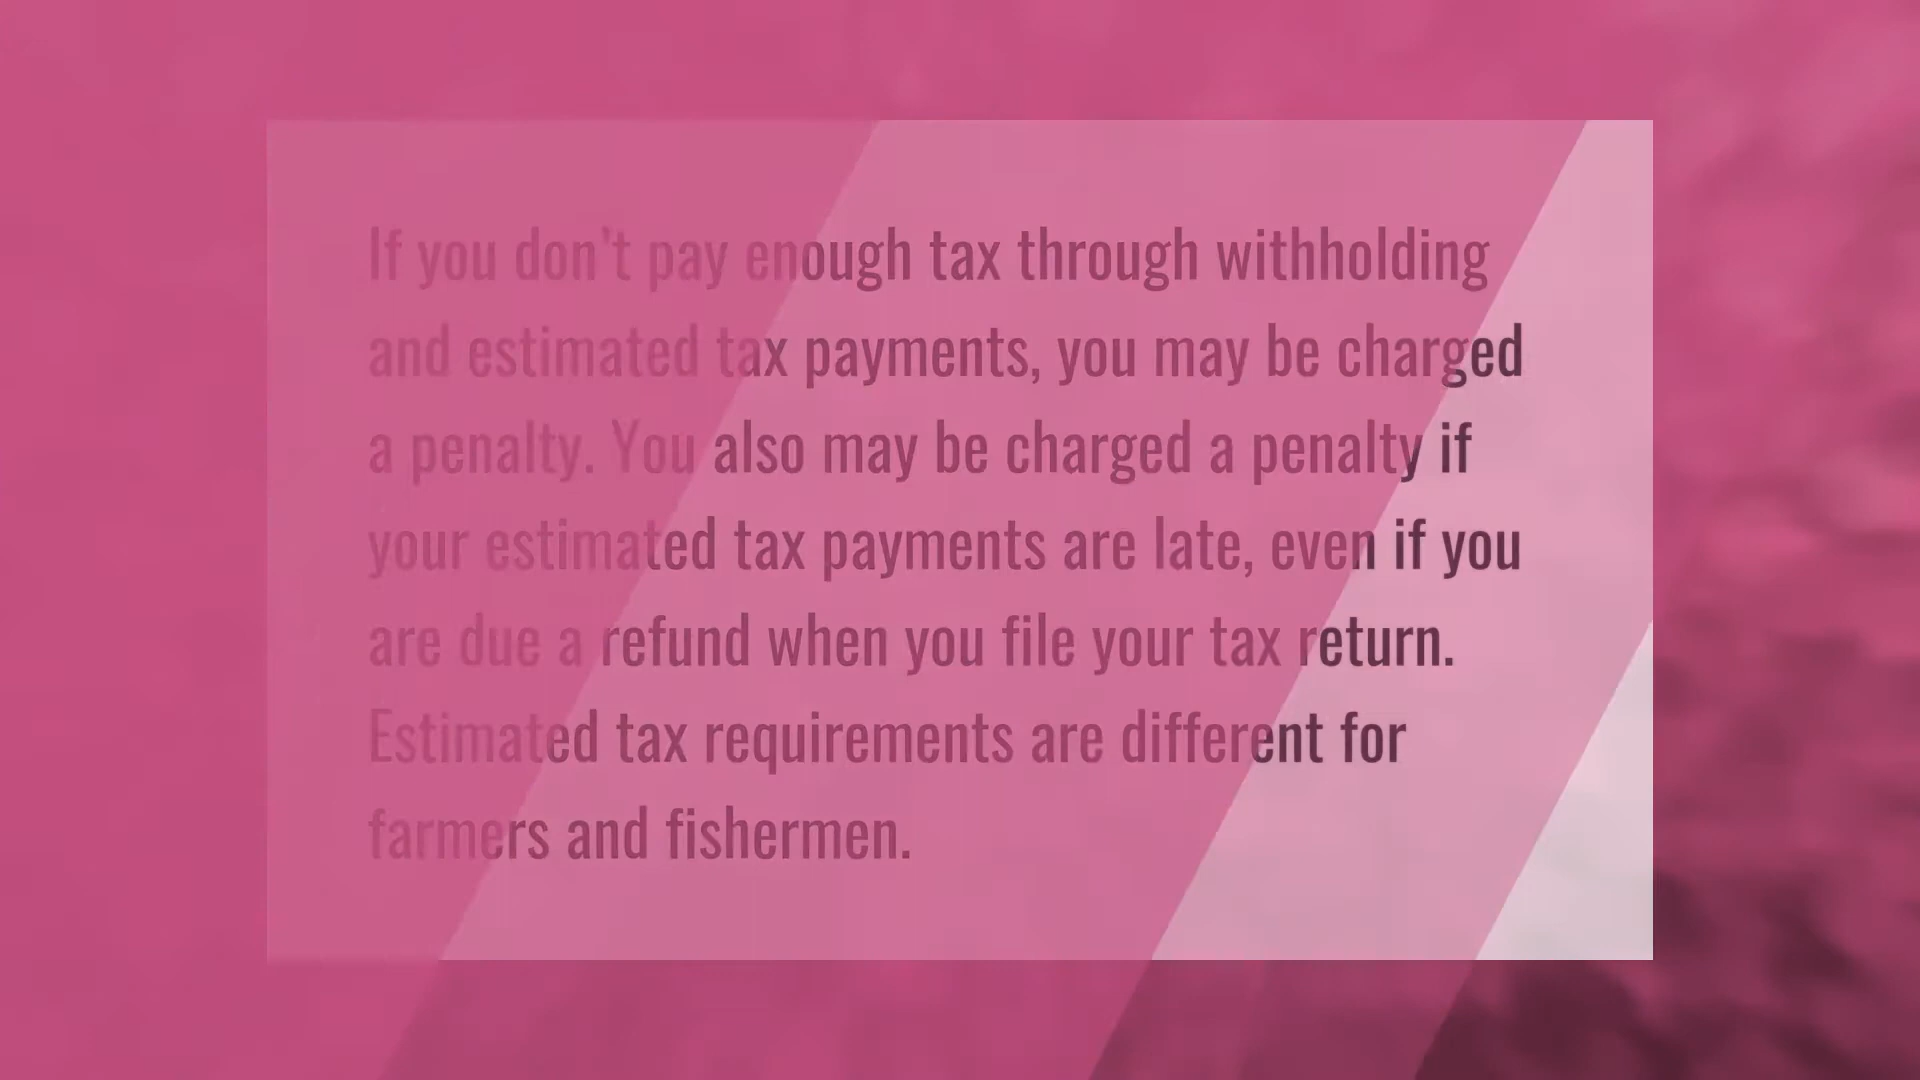 If you don't pay enough tax through withholding
and estimated tax payments, you may be charged
a penalty. You also may be charged a penalty if
your estimated tax payments are late, even if you
are due a refund when you file your tax return.
Estimated tax requirements are different for
farmers and fishermen.